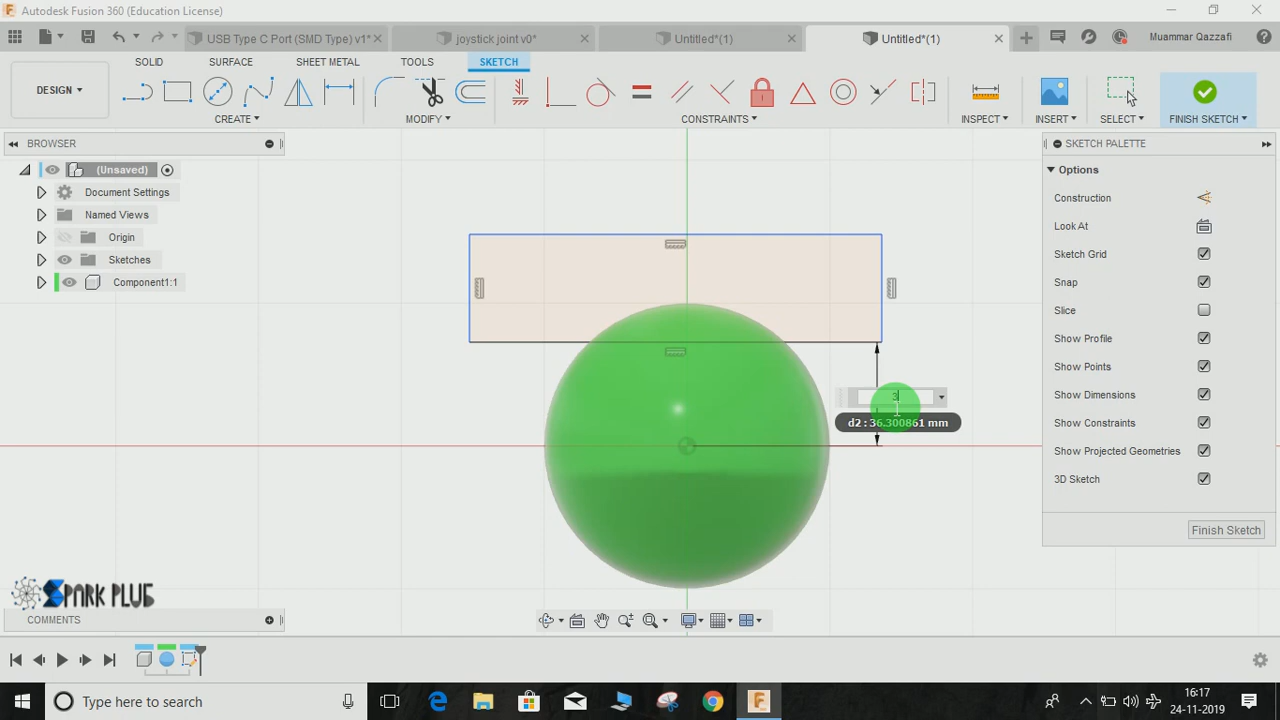 Autodesk Fusion 360 (Education License)
USB Type C Port (SMD Type) v1*
joystick joint v0*
Untitled*(1)
Untitled*(1)
Muammar Qazzafi
SOLID
SURFACE
SHEET METAL
TOOLS
SKETCH
DESIGN
CREATE
MODIFY
CONSTRAINTS
INSPECT
INSERT
SELECT
FINISH SKETCH
BROWSER
(Unsaved)
Document Settings
Named Views
Origin
Sketches
Component1:1
SKETCH PALETTE
Options
Construction
Look At
Sketch Grid
Snap
Slice
Show Profile
Show Points
Show Dimensions
Show Constraints
Show Projected Geometries
3D Sketch
Finish Sketch
3
d2 : 36.300861 mm
SPARK PLUG
COMMENTS
Type here to search
16:17
24-11-2019